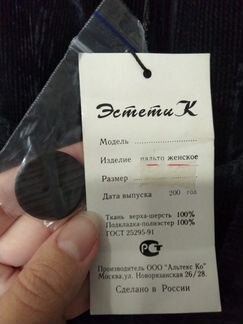 Эстети К
Модель
Изделие пальто женское
Размер
Дата выпуска 200 год
Ткань верха-шерсть 100%
Подкладка-полиэстер 100%
ГОСТ 25295-91
РСТ
Производитель ООО "Альтекс Ко"
Москва,ул. Новорязанская 26/28.
Сделано в России